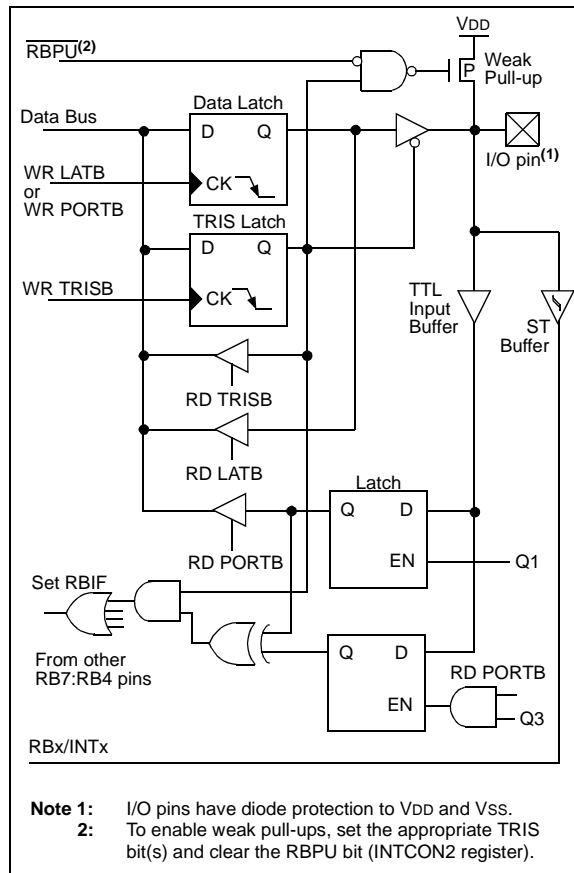 VDD
RBPU(2)
P
Weak
Pull-up
Data Latch
Data Bus
D
Q
I/O pin(1)
WR LATB
or
WR PORTB
CK
TRIS Latch
D
Q
WR TRISB
CK
TTL
Input
Buffer
ST
Buffer
RD TRISB
RD LATB
Latch
Q
D
RD PORTB
EN
Q1
Set RBIF
From other
RB7:RB4 pins
Q
D
RD PORTB
EN
Q3
RBx/INTx
Note 1: I/O pins have diode protection to VDD and VSS.
2: To enable weak pull-ups, set the appropriate TRIS
bit(s) and clear the RBPU bit (INTCON2 register).